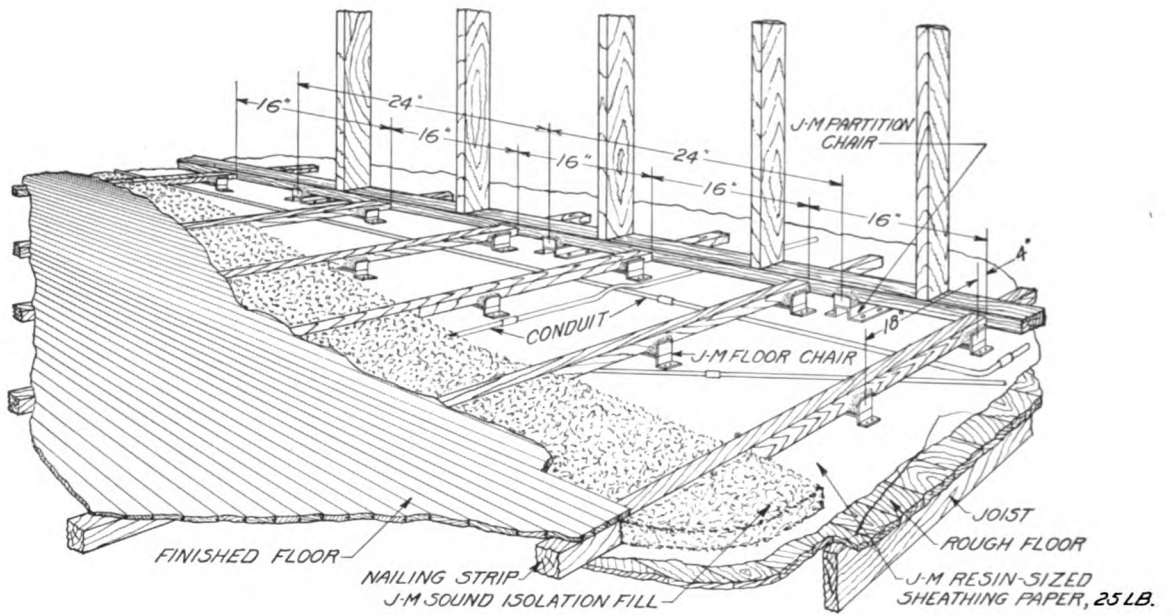 16"
24"
J-M PARTITION
CHAIR
16"
16"
24"
16"
16"
4"
18"
CONDUIT
J-M FLOOR CHAIR
JOIST
FINISHED FLOOR
ROUGH FLOOR
NAILING STRIP
J-M RESIN-SIZED
SHEATHING PAPER, 25 LB.
J-M SOUND ISOLATION FILL